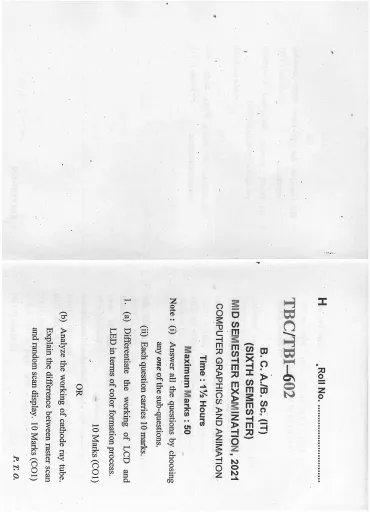 H
Roll No. ..............................
TBC/TBI–602
B. C. A./B. Sc. (IT)
(SIXTH SEMESTER)
MID SEMESTER EXAMINATION, 2021
COMPUTER GRAPHICS AND ANIMATION
Time : 1½ Hours
Maximum Marks : 50
Note : (i) Answer all the questions by choosing
any one of the sub-questions.
(ii) Each question carries 10 marks.
1. (a) Differentiate the working of LCD and
LED in terms of color formation process.
10 Marks (CO1)
OR
(b) Analyze the working of cathode ray tube.
Explain the difference between raster scan
and random scan display. 10 Marks (CO1)
P. T. O.